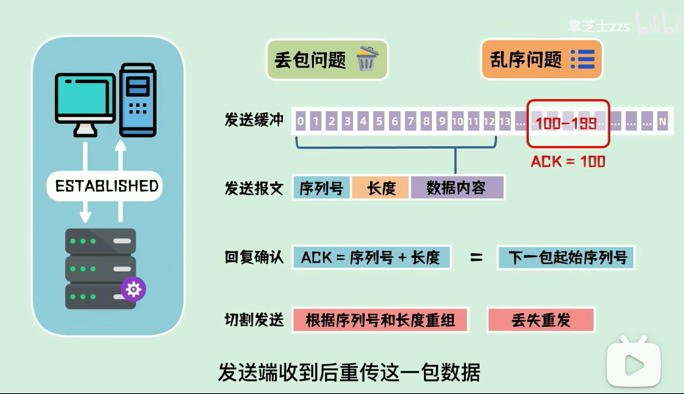 掌芝士zzs bilibili
丢包问题
乱序问题
ESTABLISHED
发送缓冲
0 1 2 3 4 5 6 7 8 9 10 11 12 13 ... 100-199 ... ... ... N
ACK = 100
发送报文
序列号 长度 数据内容
回复确认
ACK = 序列号 + 长度 = 下一包起始序列号
切割发送
根据序列号和长度重组 丢失重发
发送端收到后重传这一包数据